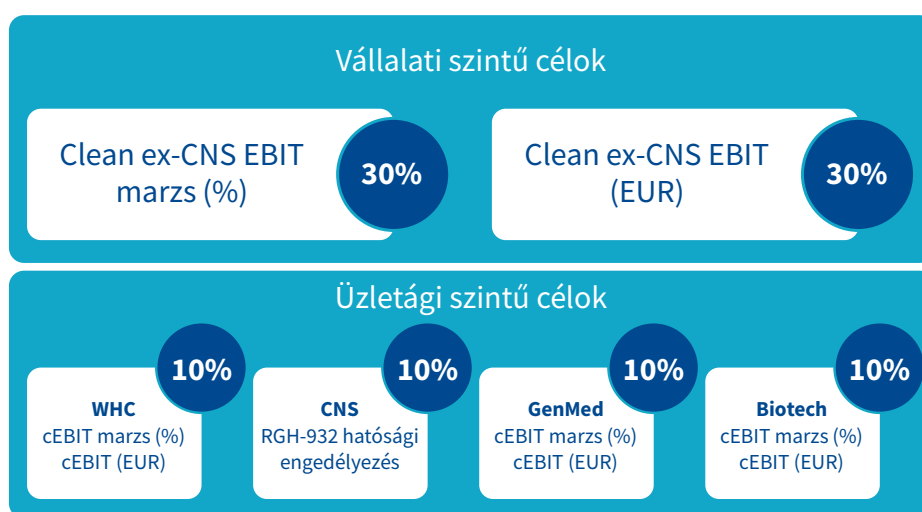 Vállalati szintű célok
Clean ex-CNS EBIT
marzs (%)
30%
Clean ex-CNS EBIT
(EUR)
30%
Üzletági szintű célok
10%
WHC
cEBIT marzs (%)
cEBIT (EUR)
10%
CNS
RGH-932 hatósági
engedélyezés
10%
GenMed
cEBIT marzs (%)
cEBIT (EUR)
10%
Biotech
cEBIT marzs (%)
cEBIT (EUR)